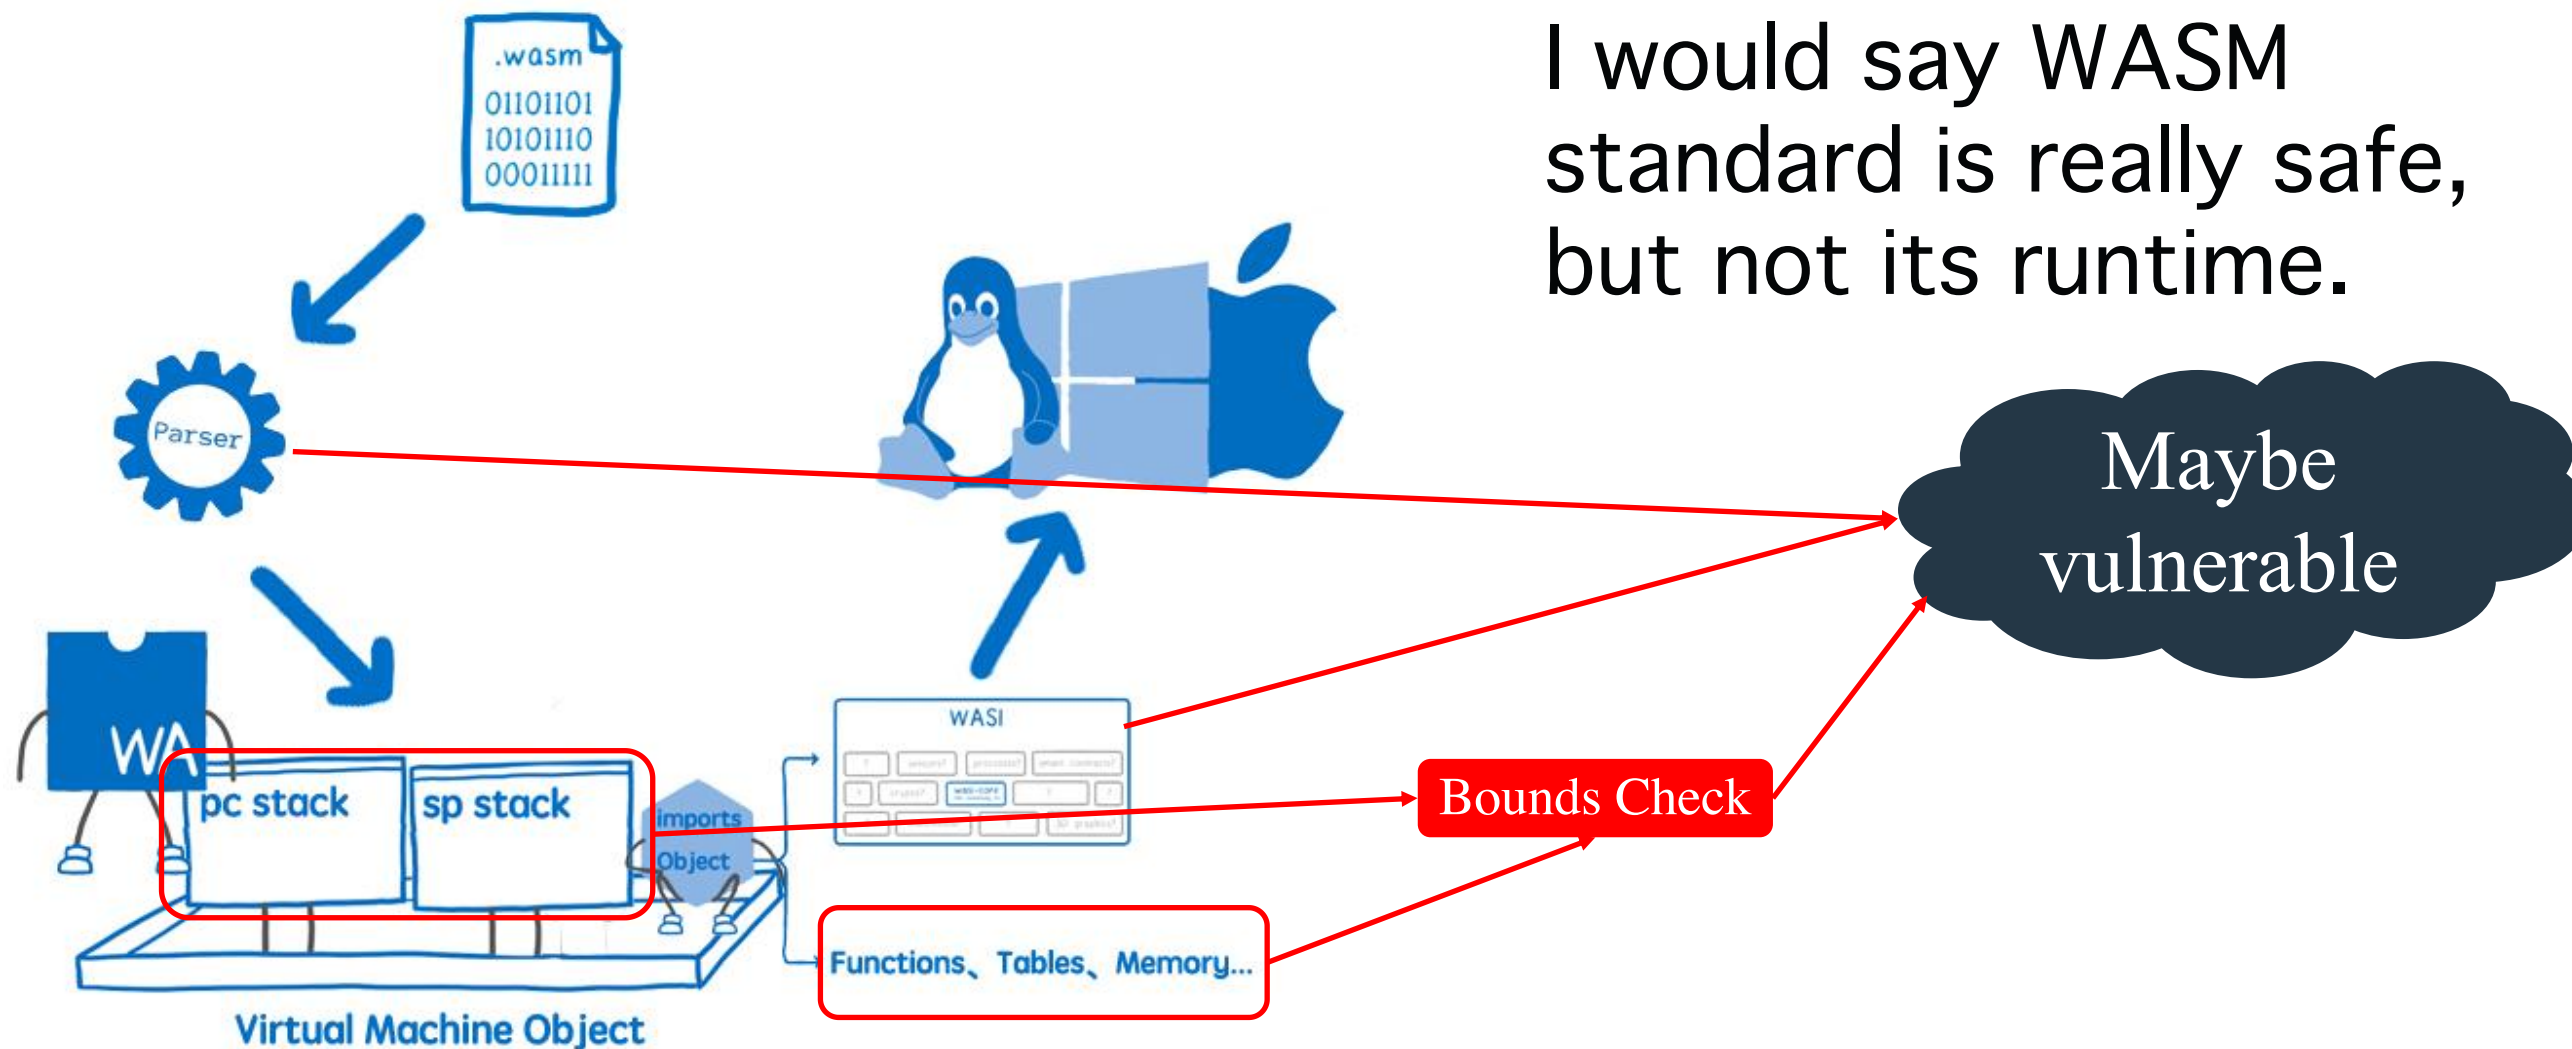 I would say WASM
standard is really safe,
but not its runtime.
.wasm
01101101
10101110
00011111
Parser
Maybe
vulnerable
WA
pc stack
sp stack
imports
Object
WASI
Bounds Check
Functions、Tables、Memory...
Virtual Machine Object